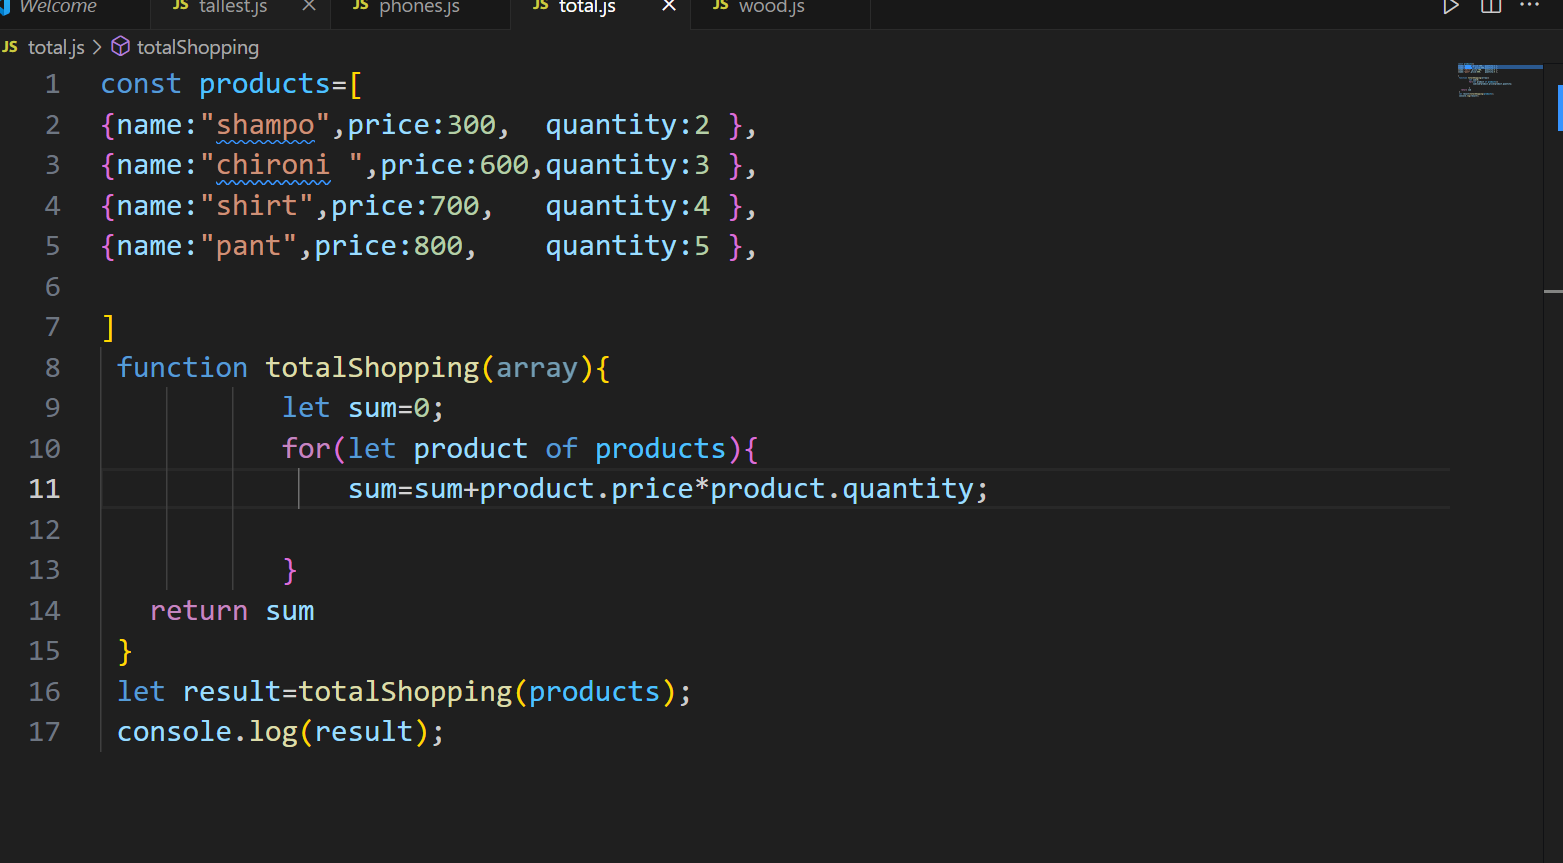 Welcome JS tallest.js JS phones.js JS total.js JS wood.js
JS total.js > totalShopping
1 const products=[
2 {name:"shampo",price:300,  quantity:2 },
3 {name:"chironi ",price:600,quantity:3 },
4 {name:"shirt",price:700,   quantity:4 },
5 {name:"pant",price:800,    quantity:5 },
6
7 ]
8  function totalShopping(array){
9            let sum=0;
10            for(let product of products){
11                sum=sum+product.price*product.quantity;
12
13            }
14    return sum
15  }
16  let result=totalShopping(products);
17  console.log(result);